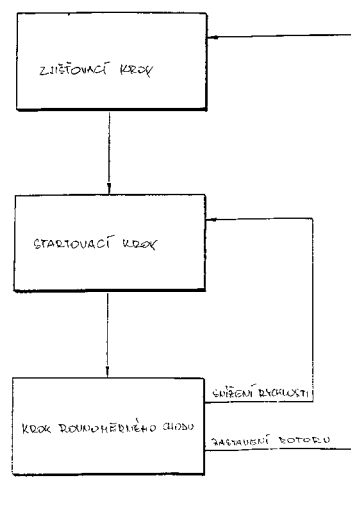 ZJIŠŤOVACÍ KROK
STARTOVACÍ KROK
SNÍŽENÍ RYCHLOSTI
KROK ROVNOMĚRNÉHO CHODU
ZASTAVENÍ ROTORU